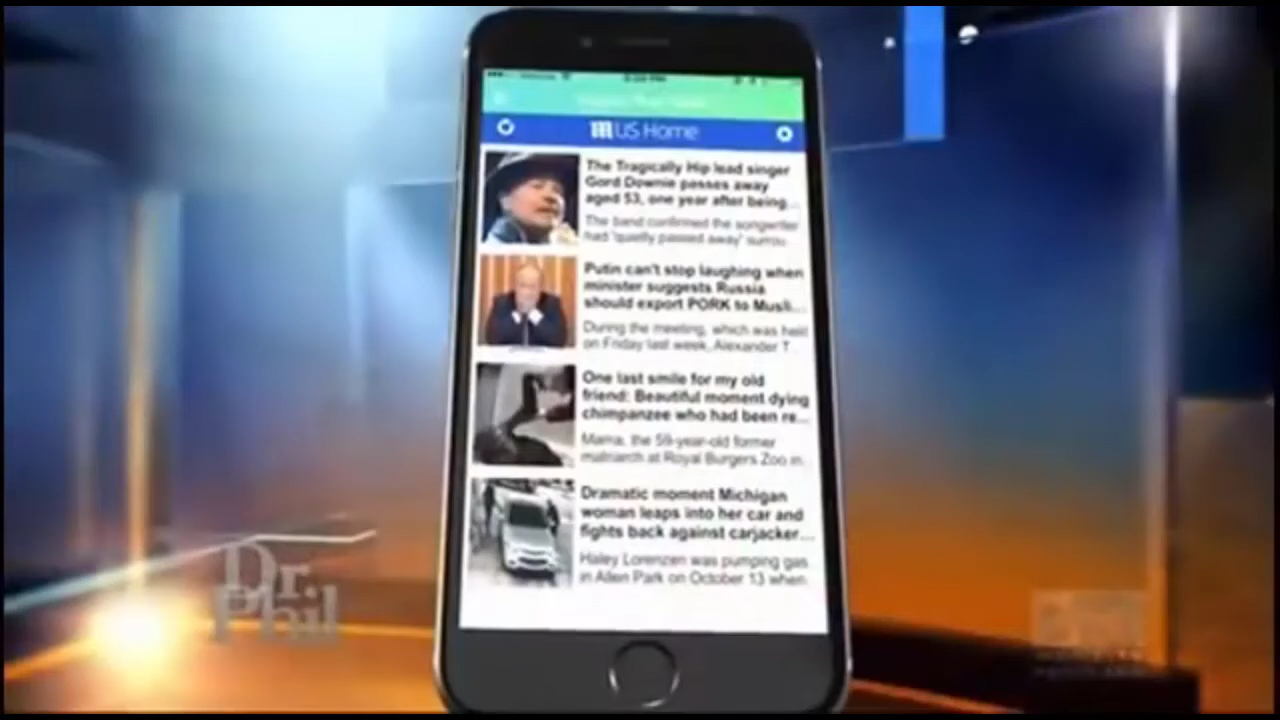 US Home
The Tragically Hip lead singer
Gord Downie passes away
aged 53, one year after being...
The band confirmed the songwriter
had 'quietly passed away' surrou
Putin can't stop laughing when
minister suggests Russia
should export PORK to Musli...
During the meeting, which was held
on Friday last week, Alexander T
One last smile for my old
friend: Beautiful moment dying
chimpanzee who had been re...
Mama, the 59-year-old former
matriarch at Royal Burgers Zoo in
Dramatic moment Michigan
woman leaps into her car and
fights back against carjacker...
Haley Lorenzen was pumping gas
in Allen Park on October 13 when
Dr.
Phil